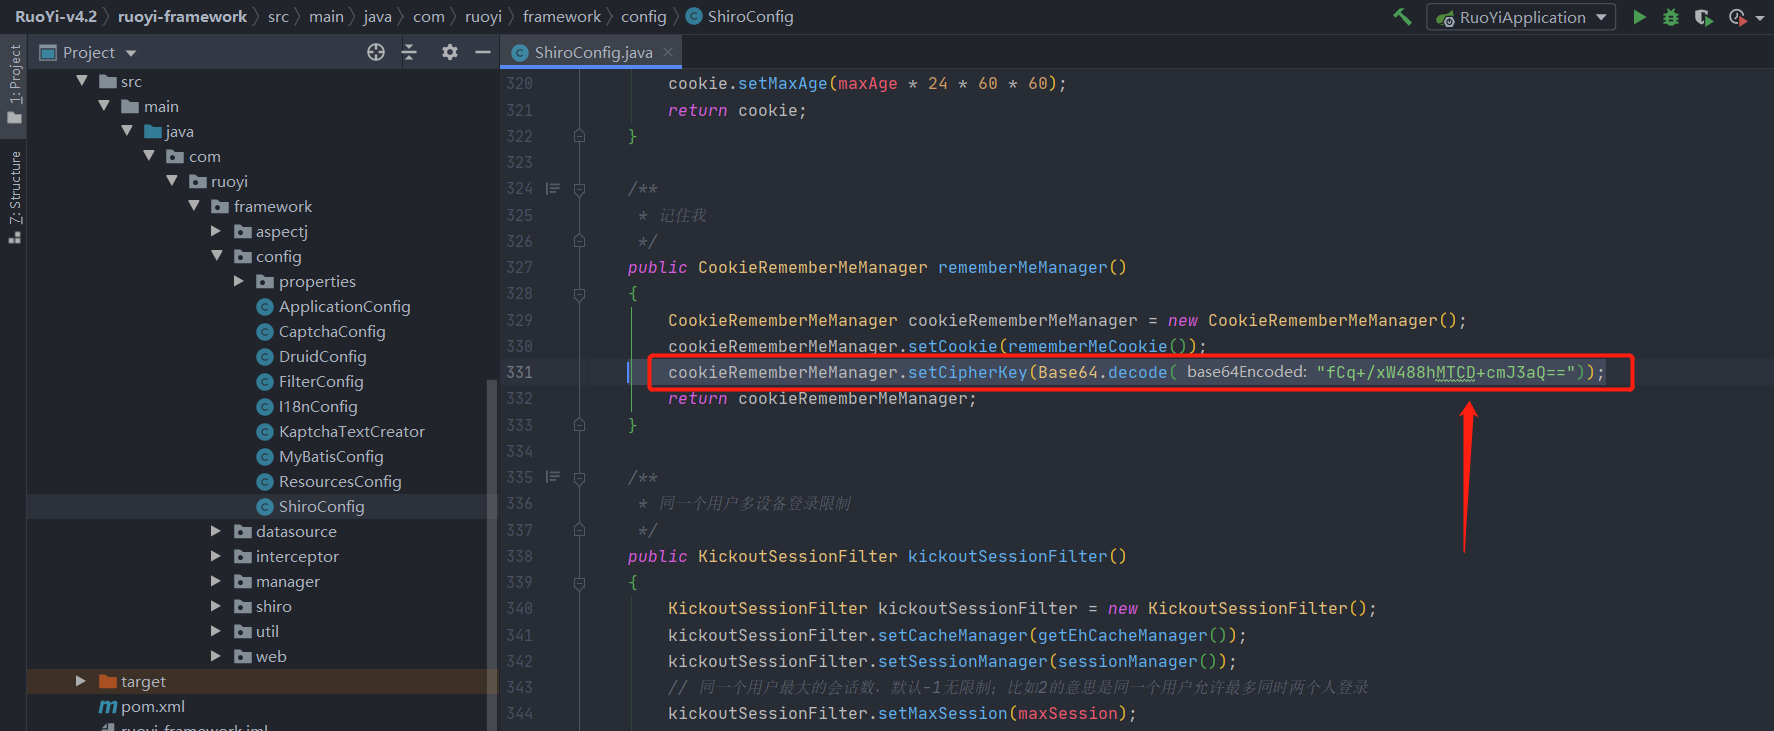 RuoYi-v4.2 ruoyi-framework src main java com ruoyi framework config ShiroConfig RuoYiApplication
Project
ShiroConfig.java
1: Project
Z: Structure
src
main
java
com
ruoyi
framework
aspectj
config
properties
ApplicationConfig
CaptchaConfig
DruidConfig
FilterConfig
I18nConfig
KaptchaTextCreator
MyBatisConfig
ResourcesConfig
ShiroConfig
datasource
interceptor
manager
shiro
util
web
target
pom.xml
ruoyi-framework.iml
320 cookie.setMaxAge(maxAge * 24 * 60 * 60);
321 return cookie;
322 }
323
324 /**
325 * 记住我
326 */
327 public CookieRememberMeManager rememberMeManager()
328 {
329 CookieRememberMeManager cookieRememberMeManager = new CookieRememberMeManager();
330 cookieRememberMeManager.setCookie(rememberMeCookie());
331 cookieRememberMeManager.setCipherKey(Base64.decode( base64Encoded: "fCq+/xW488hMTCD+cmJ3aQ=="));
332 return cookieRememberMeManager;
333 }
334
335 /**
336 * 同一个用户多设备登录限制
337 */
338 public KickoutSessionFilter kickoutSessionFilter()
339 {
340 KickoutSessionFilter kickoutSessionFilter = new KickoutSessionFilter();
341 kickoutSessionFilter.setCacheManager(getEhCacheManager());
342 kickoutSessionFilter.setSessionManager(sessionManager());
343 // 同一个用户最大的会话数，默认-1无限制；比如2的意思是同一个用户允许最多同时两个人登录
344 kickoutSessionFilter.setMaxSession(maxSession);